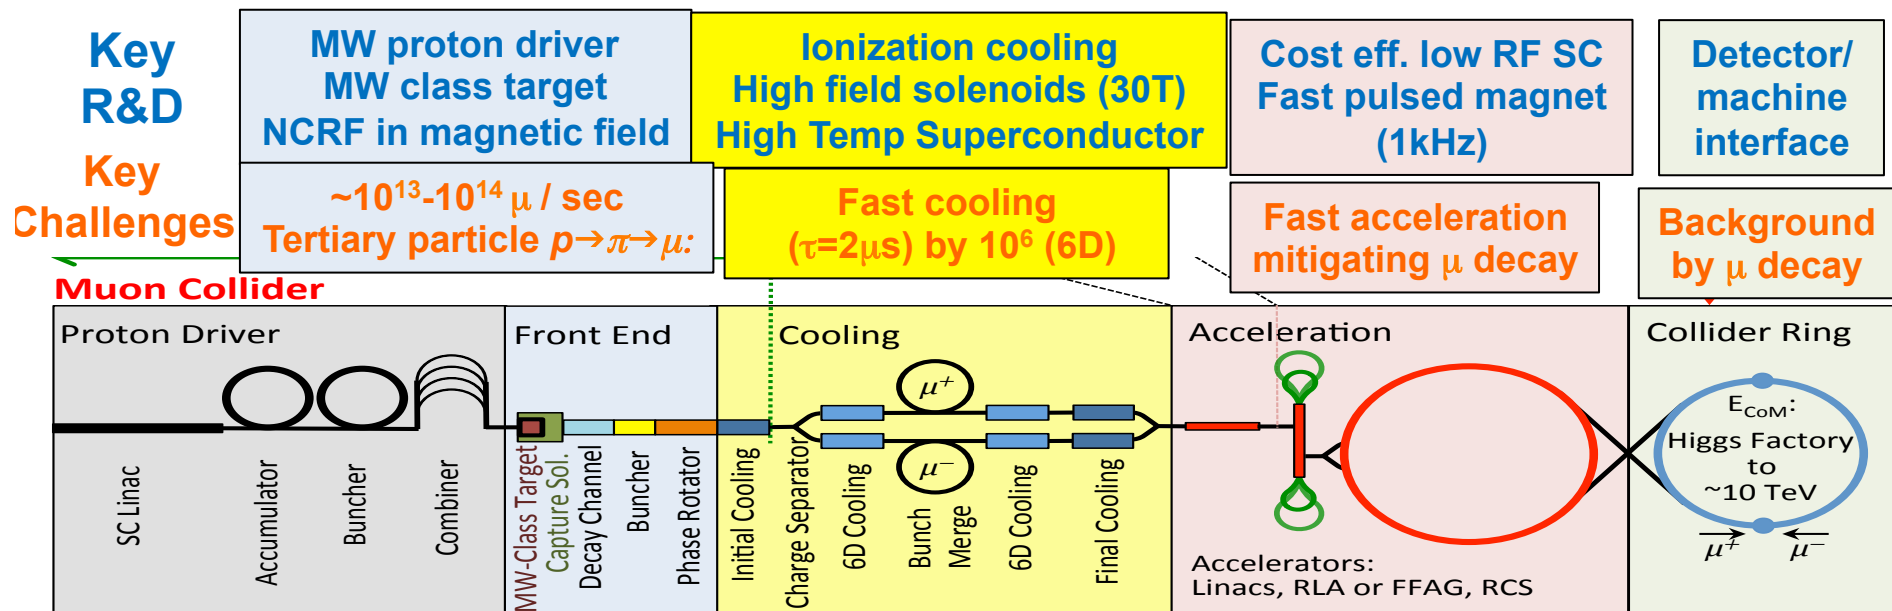 Key
R&D
MW proton driver
MW class target
NCRF in magnetic field
Ionization cooling
High field solenoids (30T)
High Temp Superconductor
Cost eff. low RF SC
Fast pulsed magnet
(1kHz)
Detector/
machine
interface
Key
Challenges
~10¹³-10¹⁴ μ / sec
Tertiary particle p→π→μ:
Fast cooling
(τ=2μs) by 10⁶ (6D)
Fast acceleration
mitigating μ decay
Background
by μ decay
Muon Collider
Proton Driver
Front End
Cooling
Acceleration
Collider Ring
SC Linac
Accumulator
Buncher
Combiner
MW-Class Target
Capture Sol.
Decay Channel
Buncher
Phase Rotator
Initial Cooling
Charge Separator
6D Cooling
μ⁺
μ⁻
Bunch
Merge
6D Cooling
Final Cooling
Accelerators:
Linacs, RLA or FFAG, RCS
E_CoM:
Higgs Factory
to
~10 TeV
μ⁺ μ⁻